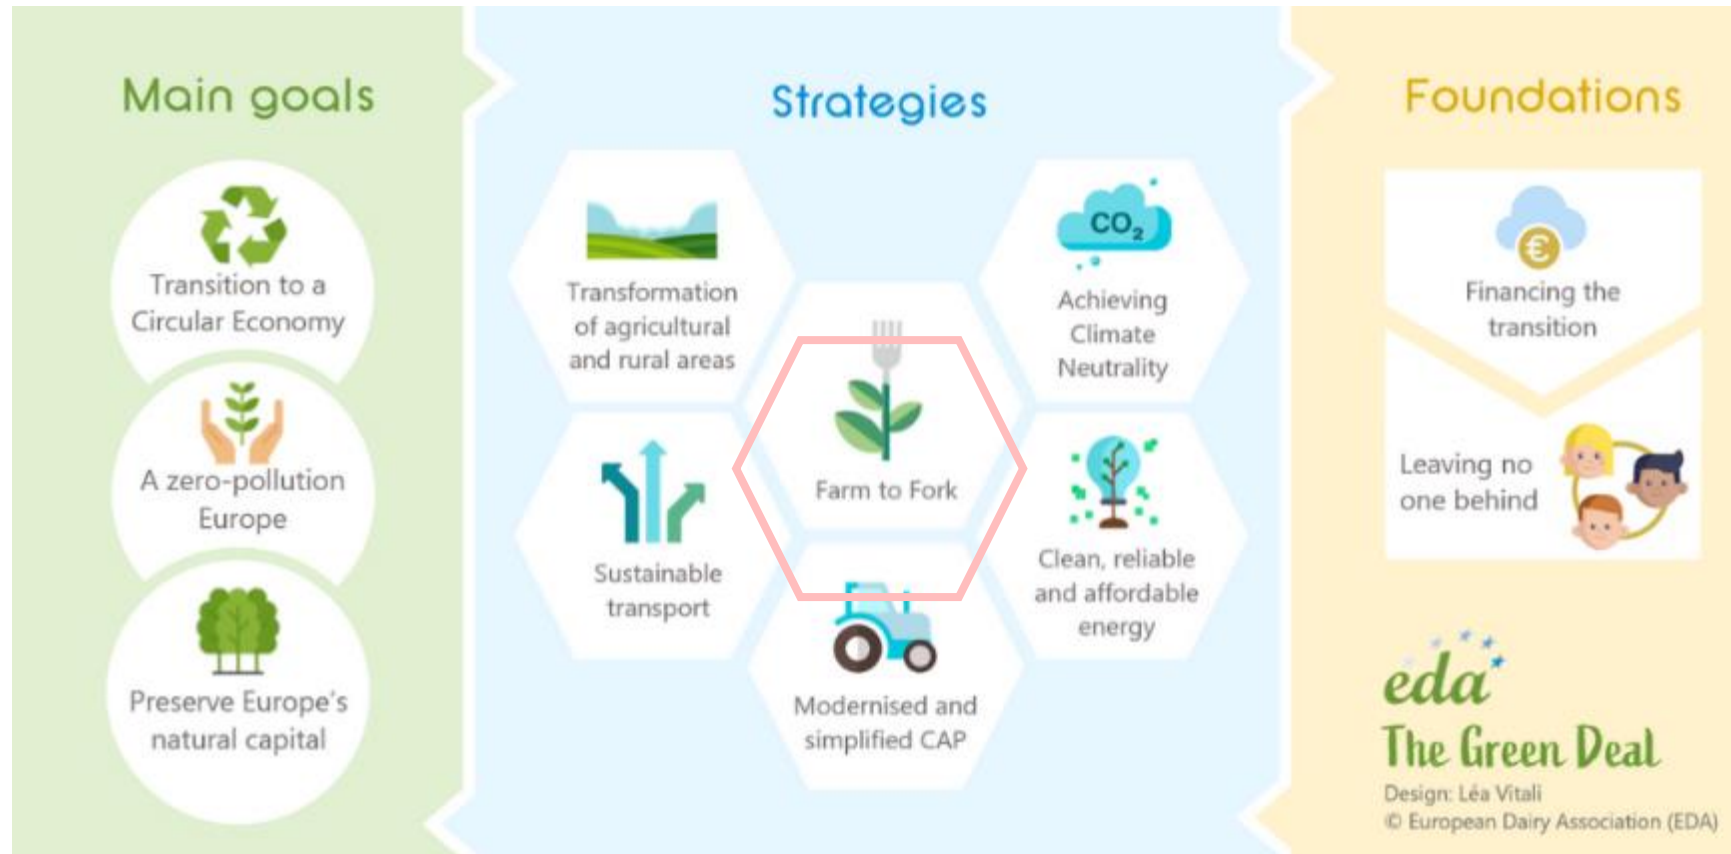 Main goals
Transition to a
Circular Economy
A zero-pollution
Europe
Preserve Europe's
natural capital
Strategies
Transformation
of agricultural
and rural areas
CO₂
Achieving
Climate
Neutrality
Farm to Fork
Sustainable
transport
Clean, reliable
and affordable
energy
Modernised and
simplified CAP
Foundations
€
Financing the
transition
Leaving no
one behind
eda
The Green Deal
Design: Léa Vitali
© European Dairy Association (EDA)